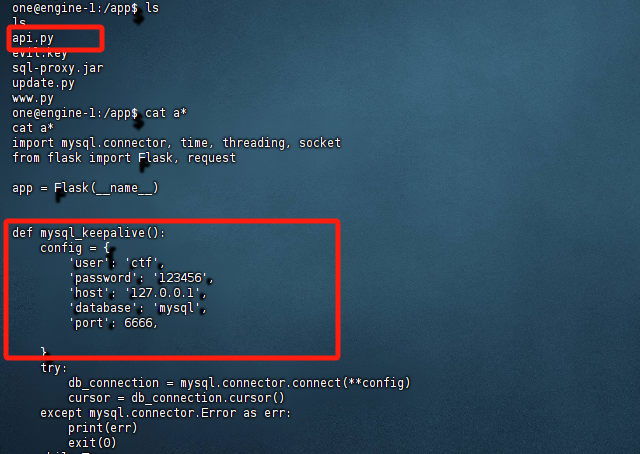 one@engine-1:/app$ ls
ls
api.py
evil.key
sql-proxy.jar
update.py
www.py
one@engine-1:/app$ cat a*
cat a*
import mysql.connector, time, threading, socket
from flask import Flask, request
app = Flask(__name__)
def mysql_keepalive():
config = {
'user': 'ctf',
'password': '123456',
'host': '127.0.0.1',
'database': 'mysql',
'port': 6666,
}
try:
db_connection = mysql.connector.connect(**config)
cursor = db_connection.cursor()
except mysql.connector.Error as err:
print(err)
exit(0)